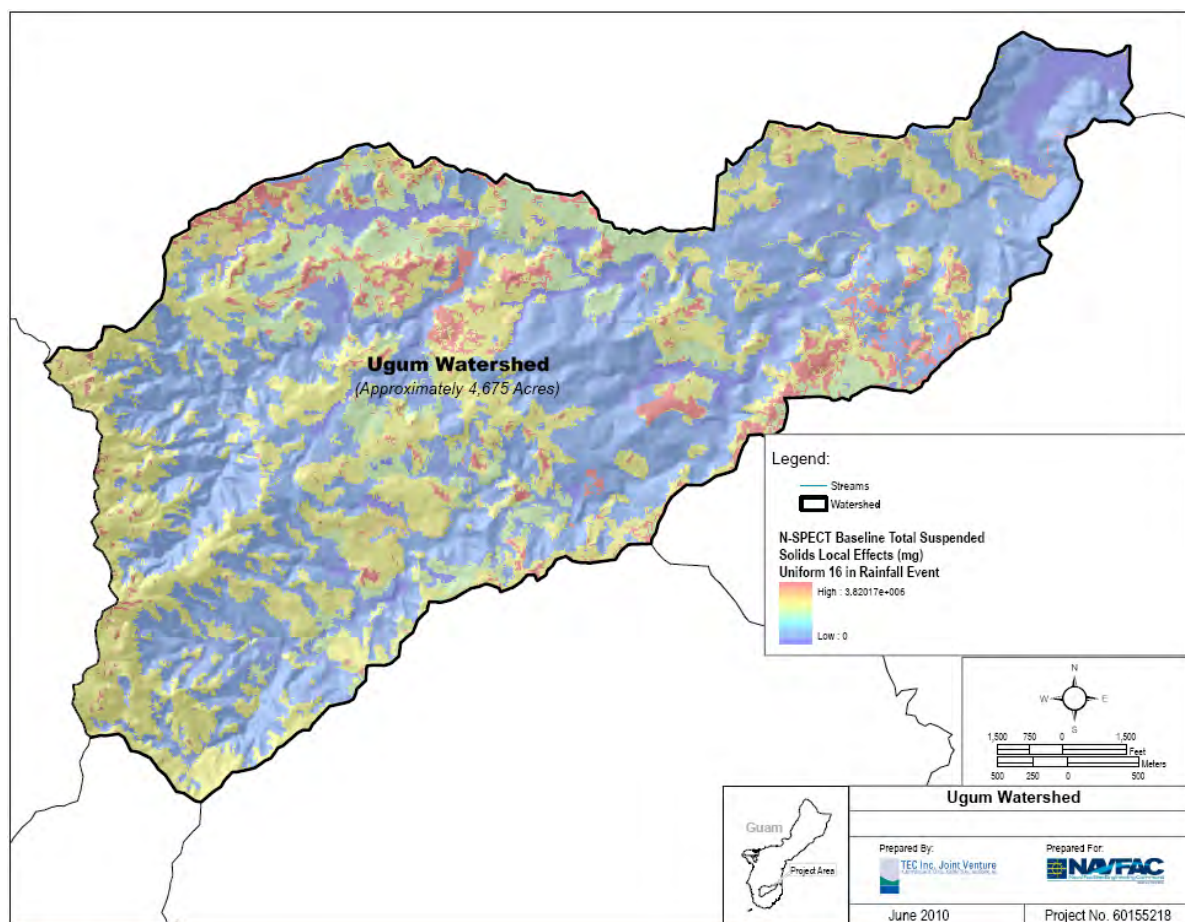 Ugum Watershed
(Approximately 4,675 Acres)
Legend:
Streams
Watershed
N-SPECT Baseline Total Suspended
Solids Local Effects (mg)
Uniform 16 in Rainfall Event
High : 3.82017e+006
Low : 0
N
W
E
S
1,500 750 0 1,500
Feet
Meters
500 250 0 500
Guam
Project Area
Ugum Watershed
Prepared By:
TEC Inc. Joint Venture
Prepared For:
NAVFAC
June 2010
Project No. 60155218